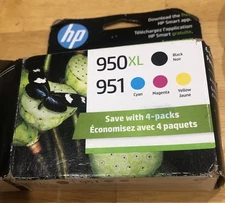 hp
Download the
HP Smart app
Téléchargez l'application
HP Smart
950XL
Black
Noir
951
Cyan
Magenta
Yellow
Jaune
Save with 4-packs
Économisez avec 4 paquets